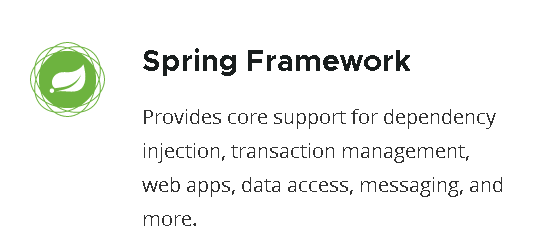 Spring Framework
Provides core support for dependency
injection, transaction management,
web apps, data access, messaging, and
more.